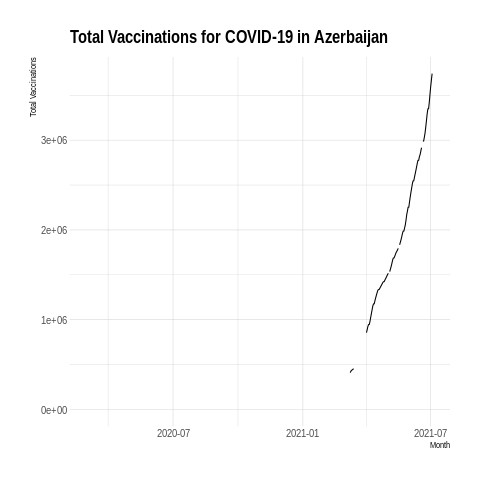 Total Vaccinations for COVID-19 in Azerbaijan
Total Vaccinations
3e+06
2e+06
1e+06
0e+00
2020-07 2021-01 2021-07
Month